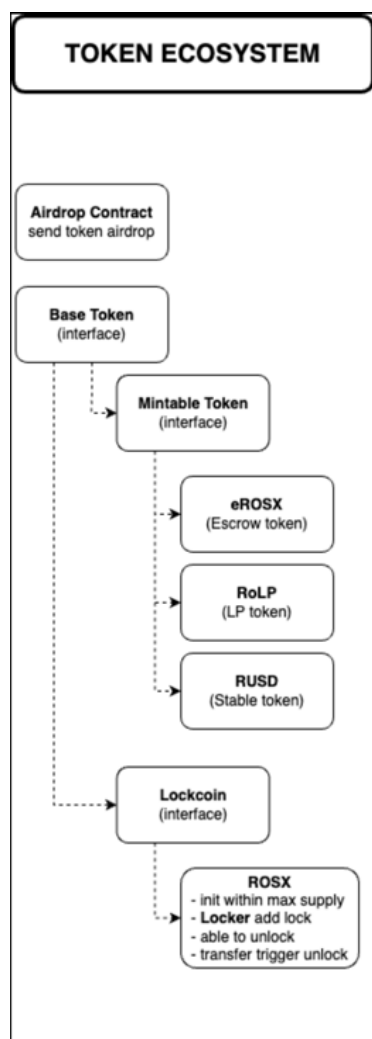 TOKEN ECOSYSTEM
Airdrop Contract
send token airdrop
Base Token
(interface)
Mintable Token
(interface)
eROSX
(Escrow token)
RoLP
(LP token)
RUSD
(Stable token)
Lockcoin
(interface)
ROSX
- init within max supply
- Locker add lock
- able to unlock
- transfer trigger unlock